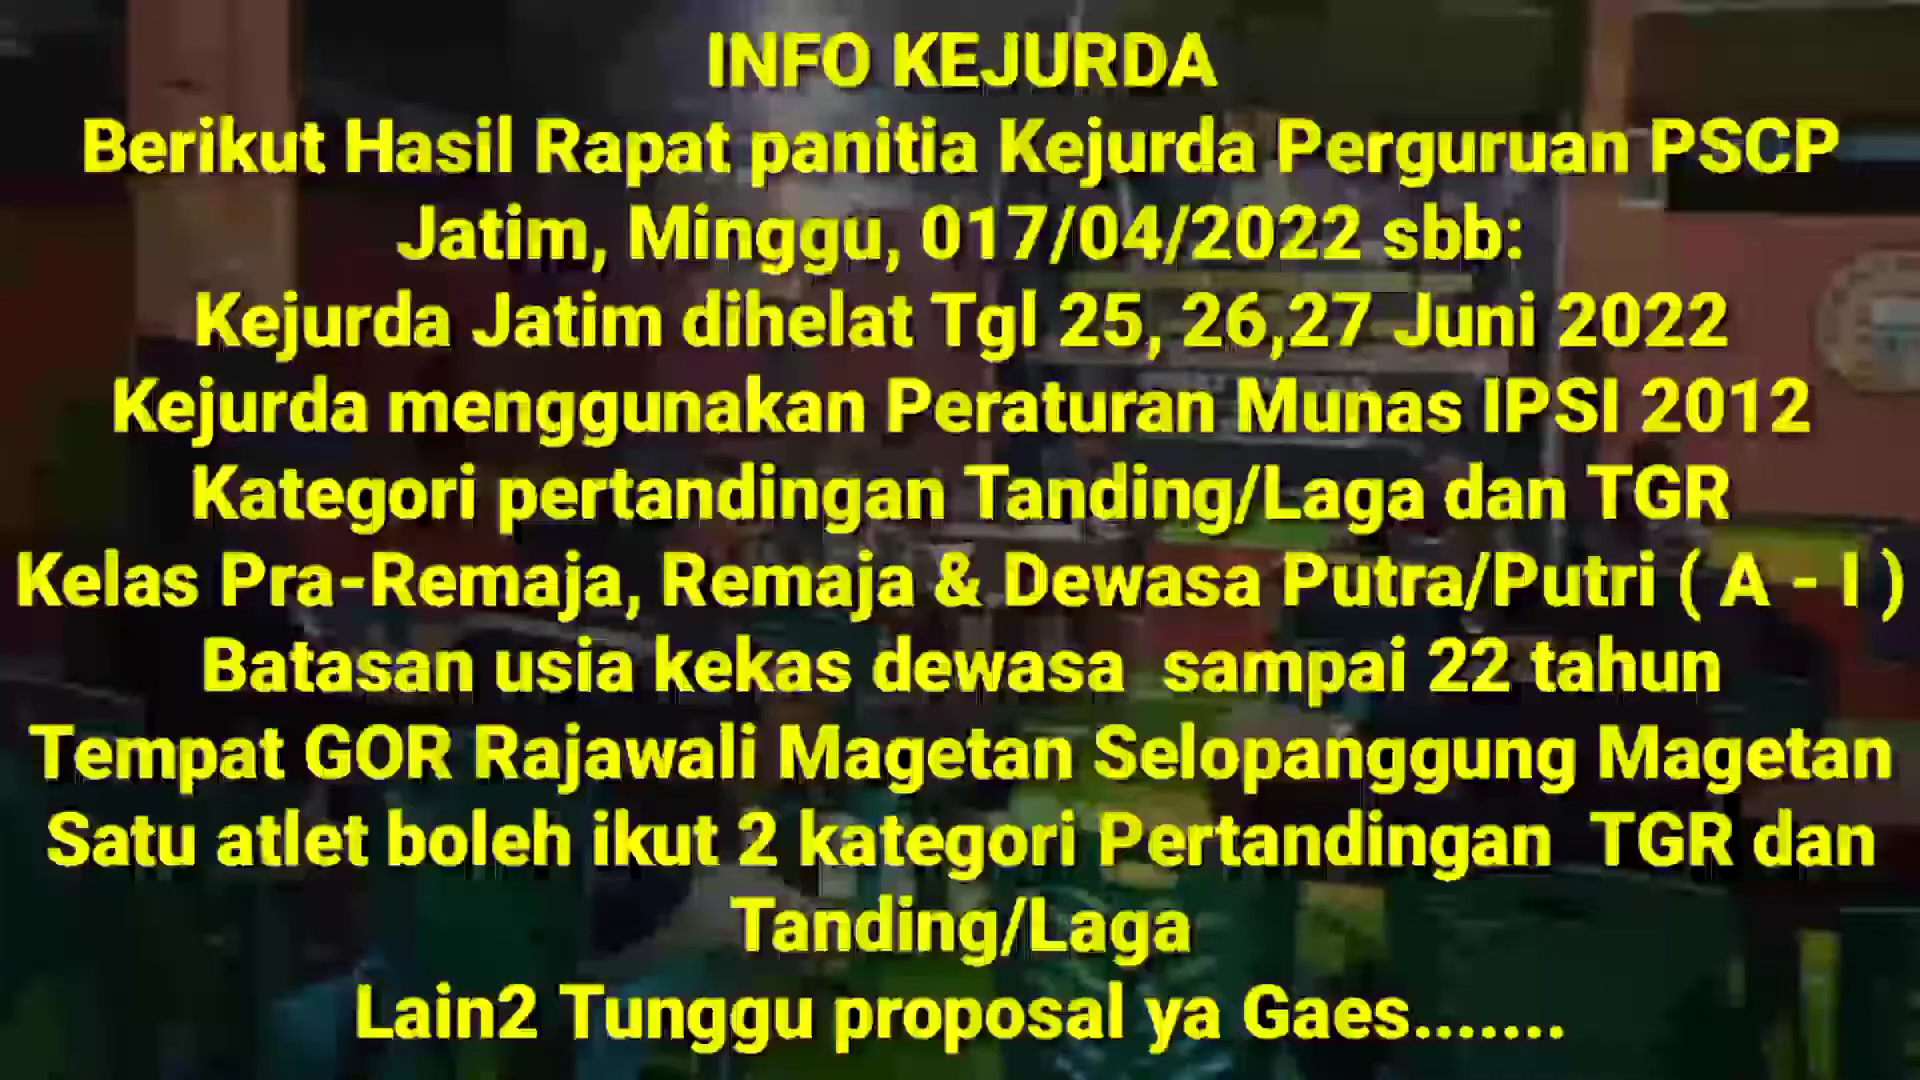 INFO KEJURDA
Berikut Hasil Rapat panitia Kejurda Perguruan PSCP
Jatim, Minggu, 017/04/2022 sbb:
Kejurda Jatim dihelat Tgl 25, 26,27 Juni 2022
Kejurda menggunakan Peraturan Munas IPSI 2012
Kategori pertandingan Tanding/Laga dan TGR
Kelas Pra-Remaja, Remaja & Dewasa Putra/Putri ( A - I )
Batasan usia kekas dewasa  sampai 22 tahun
Tempat GOR Rajawali Magetan Selopanggung Magetan
Satu atlet boleh ikut 2 kategori Pertandingan  TGR dan
Tanding/Laga
Lain2 Tunggu proposal ya Gaes.......